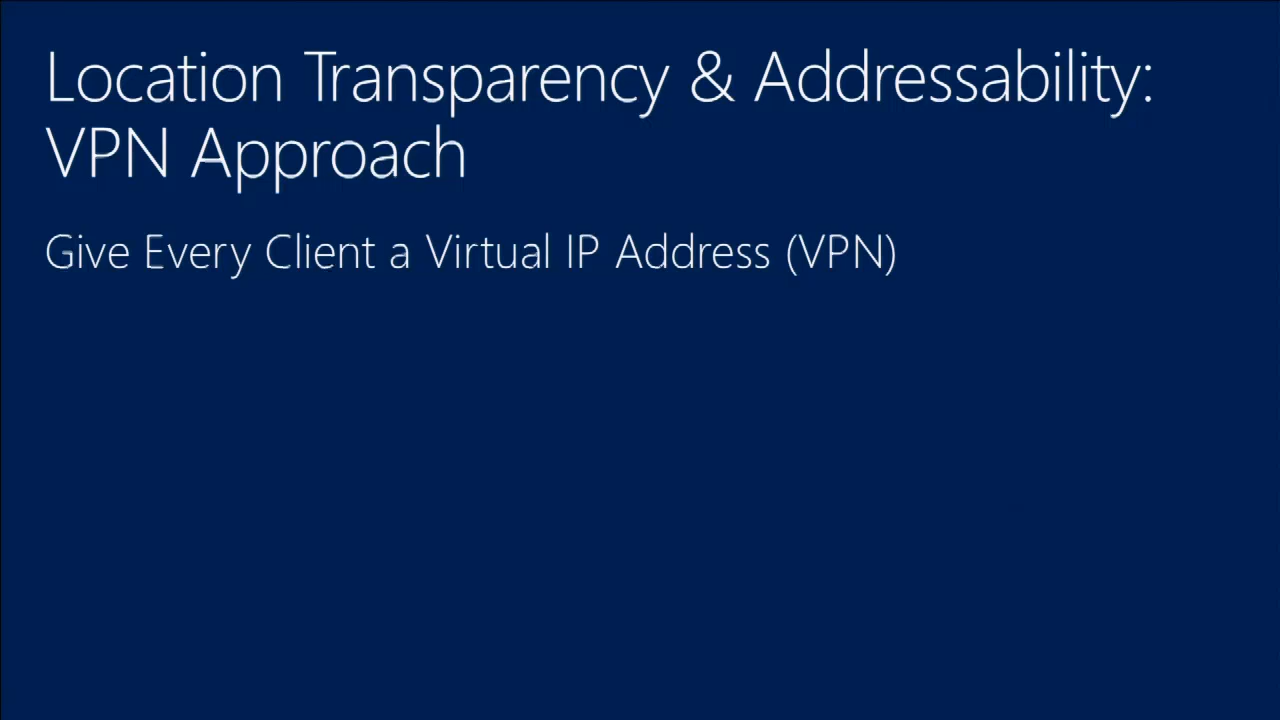 Location Transparency & Addressability:
VPN Approach
Give Every Client a Virtual IP Address (VPN)